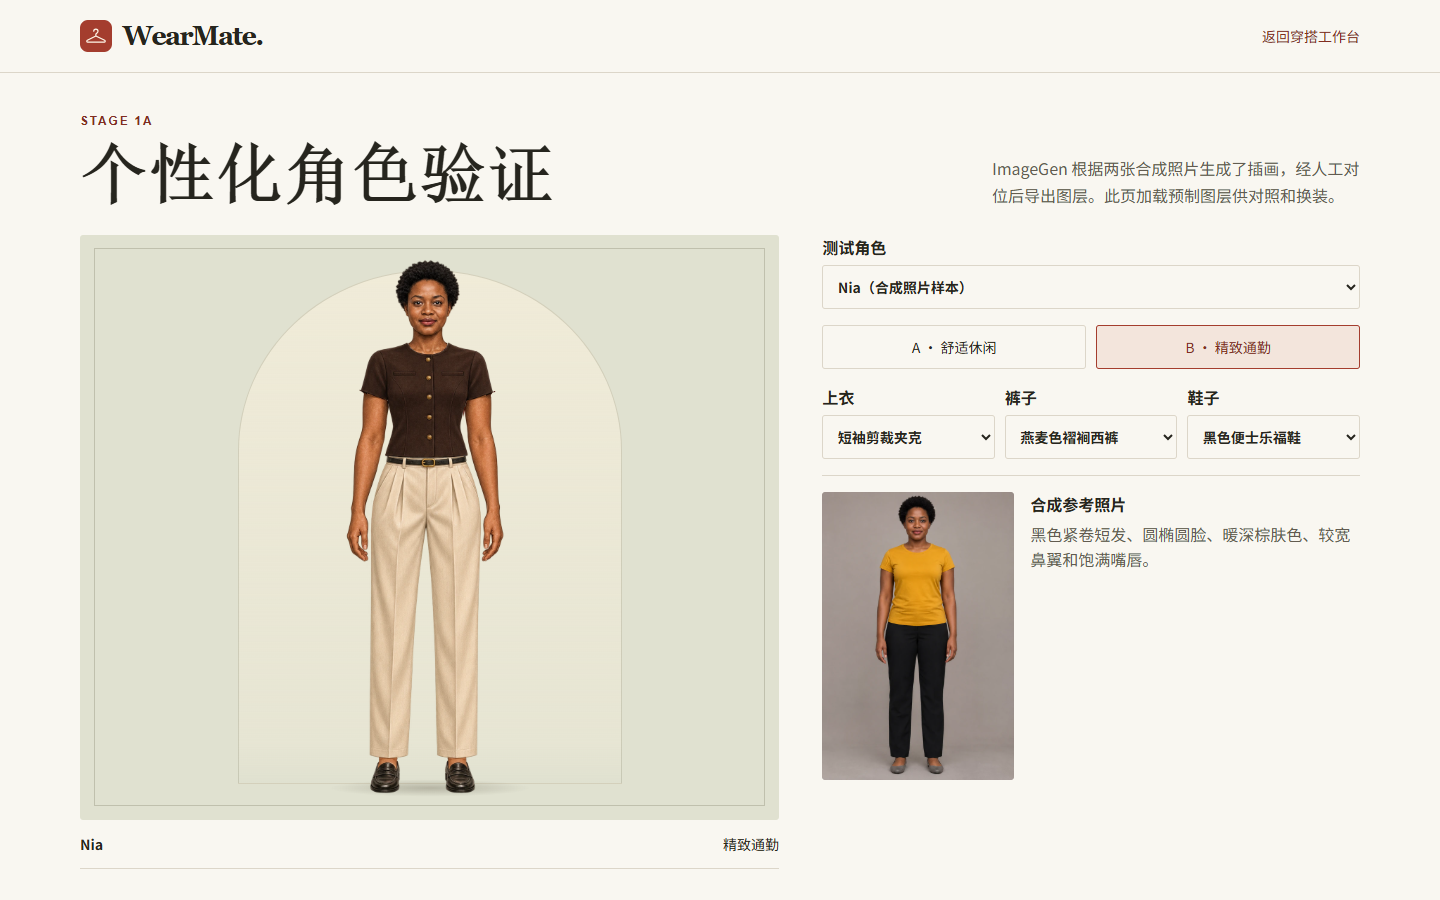 WearMate.
返回穿搭工作台
STAGE 1A
个性化角色验证
ImageGen 根据两张合成照片生成了插画，经人工对
位后导出图层。此页加载预制图层供对照和换装。
测试角色
Nia（合成照片样本）
A · 舒适休闲
B · 精致通勤
上衣
裤子
鞋子
短袖剪裁夹克
燕麦色褶裥西裤
黑色便士乐福鞋
合成参考照片
黑色紧卷短发、圆椭圆脸、暖深棕肤色、较宽
鼻翼和饱满嘴唇。
Nia
精致通勤